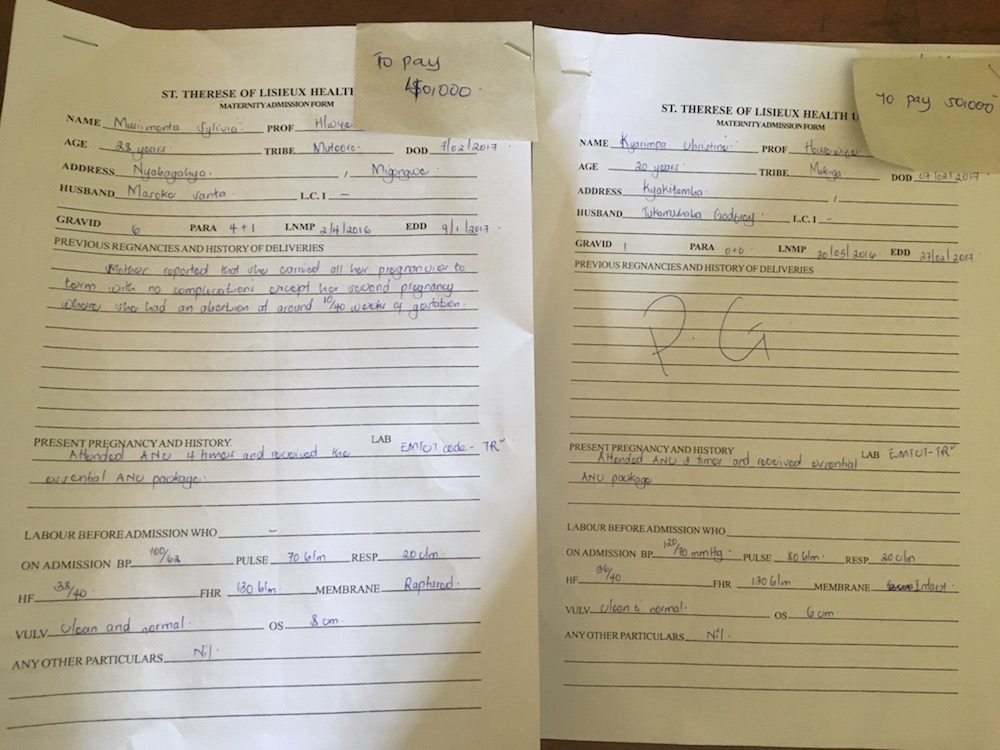 To pay
450,000
ST. THERESE OF LISIEUX HEALTH
MATERNITY ADMISSION FORM
NAME Sylivia PROF H/wife
AGE 28 years TRIBE Mutooro DOD 7/02/2017
ADDRESS Nyabagahya , Migongwe
HUSBAND Santa L.C.I –
GRAVID 6 PARA 4+1 LNMP 2/4/2016 EDD 9/1/2017
PREVIOUS REGNANCIES AND HISTORY OF DELIVERIES
Mother reported that she carried all her pregnancies to
term with no complications except her second pregnancy
where she had an abortion at around 10/40 weeks of gestation.
PRESENT PREGNANCY AND HISTORY. LAB EMTCT code - TR✓
Attended ANC 4 times and received the
essential ANC package.
LABOUR BEFORE ADMISSION WHO –
ON ADMISSION BP 100/62 PULSE 70 b/m RESP 20 c/m
HF 38/40 FHR 130 b/m MEMBRANE Raptured.
VULV clean and normal. OS 8 cm
ANY OTHER PARTICULARS Nil.
To pay 50,000
ST. THERESE OF LISIEUX HEALTH U
MATERNITY ADMISSION FORM
NAME Christine PROF Housewife
AGE 20 years TRIBE Mukiga DOD 07/02/2017
ADDRESS Kyakitamba ,
HUSBAND Godfrey L.C.I –
GRAVID 1 PARA 0+0 LNMP 20/05/2016 EDD 27/02/2017
PREVIOUS REGNANCIES AND HISTORY OF DELIVERIES
P.G
PRESENT PREGNANCY AND HISTORY LAB EMTCT-TR✓
Attended ANC times and received essential
ANC package.
LABOUR BEFORE ADMISSION WHO
ON ADMISSION BP 120/70 mmHg PULSE 80 b/m RESP 20 c/m
HF 36/40 FHR 130 b/m MEMBRANE Intact.
VULV clean & normal. OS 6 cm
ANY OTHER PARTICULARS Nil.